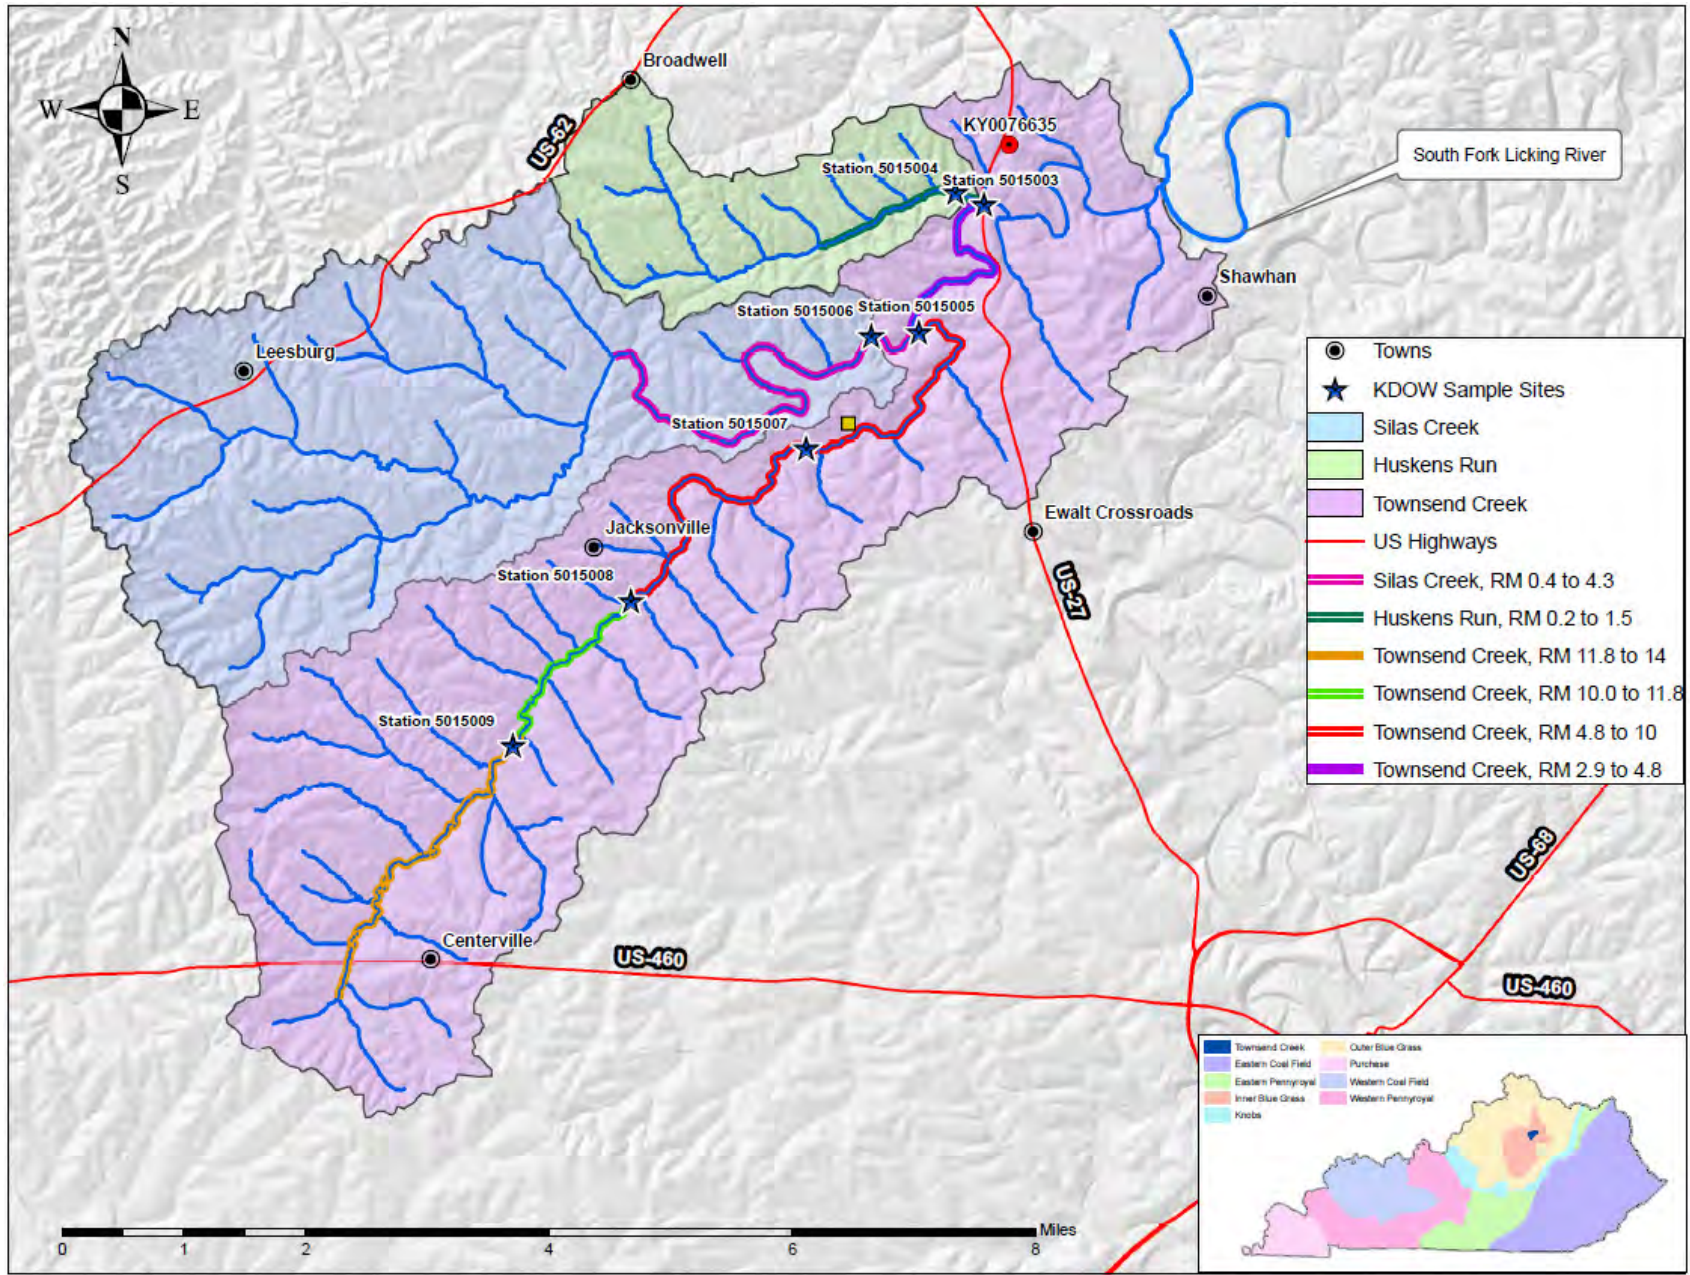 N
W E
S
Broadwell
US-62
KY0076635
Station 5015004
Station 5015003
South Fork Licking River
Shawhan
Station 5015006
Station 5015005
Leesburg
Station 5015007
Jacksonville
Ewalt Crossroads
Station 5015008
US-27
Station 5015009
Centerville
US-460
US-68
US-460
Towns
KDOW Sample Sites
Silas Creek
Huskens Run
Townsend Creek
US Highways
Silas Creek, RM 0.4 to 4.3
Huskens Run, RM 0.2 to 1.5
Townsend Creek, RM 11.8 to 14
Townsend Creek, RM 10.0 to 11.8
Townsend Creek, RM 4.8 to 10
Townsend Creek, RM 2.9 to 4.8
Townsend Creek
Eastern Coal Field
Eastern Pennyroyal
Inner Blue Grass
Knobs
Outer Blue Grass
Purchase
Western Coal Field
Western Pennyroyal
Miles
0 1 2 4 6 8